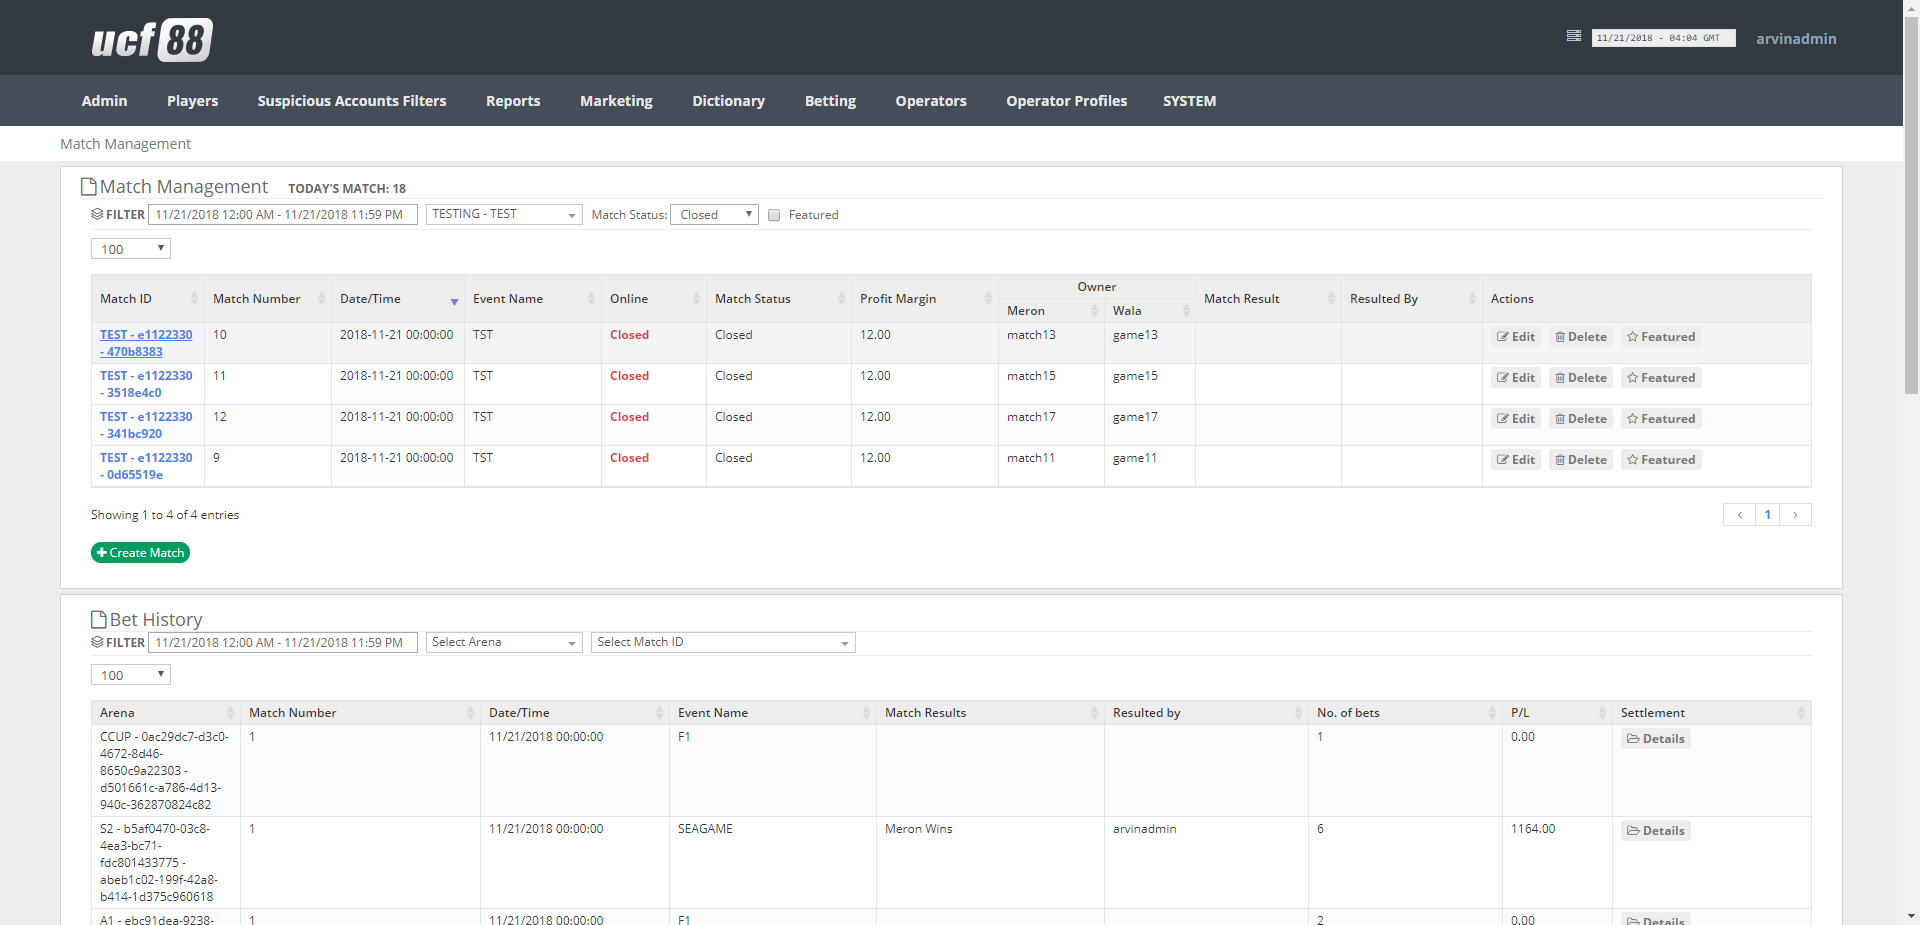 ucf 88
11/21/2018 - 04:04 GMT
arvinadmin
Admin Players Suspicious Accounts Filters Reports Marketing Dictionary Betting Operators Operator Profiles SYSTEM
Match Management
Match Management TODAY'S MATCH: 18
FILTER 11/21/2018 12:00 AM - 11/21/2018 11:59 PM TESTING - TEST Match Status: Closed Featured
100
Owner
Match ID Match Number Date/Time Event Name Online Match Status Profit Margin Match Result Resulted By Actions
Meron Wala
TEST - e1122330 10 2018-11-21 00:00:00 TST Closed Closed 12.00 match13 game13 Edit Delete Featured
- 470b8383
TEST - e1122330 11 2018-11-21 00:00:00 TST Closed Closed 12.00 match15 game15 Edit Delete Featured
- 3518e4c0
TEST - e1122330 12 2018-11-21 00:00:00 TST Closed Closed 12.00 match17 game17 Edit Delete Featured
- 341bc920
TEST - e1122330 9 2018-11-21 00:00:00 TST Closed Closed 12.00 match11 game11 Edit Delete Featured
- 0d65519e
Showing 1 to 4 of 4 entries ‹ 1 ›
Create Match
Bet History
FILTER 11/21/2018 12:00 AM - 11/21/2018 11:59 PM Select Arena Select Match ID
100
Arena Match Number Date/Time Event Name Match Results Resulted by No. of bets P/L Settlement
CCUP - 0ac29dc7-d3c0- 1 11/21/2018 00:00:00 F1 1 0.00 Details
4672-8d46-
8650c9a22303 -
d501661c-a786-4d13-
940c-362870824c82
S2 - b5af0470-03c8- 1 11/21/2018 00:00:00 SEAGAME Meron Wins arvinadmin 6 1164.00 Details
4ea3-bc71-
fdc801433775 -
abeb1c02-199f-42a8-
b414-1d375c960618
A1 - ebc91dea-9238- 1 11/21/2018 00:00:00 F1 2 0.00 Details